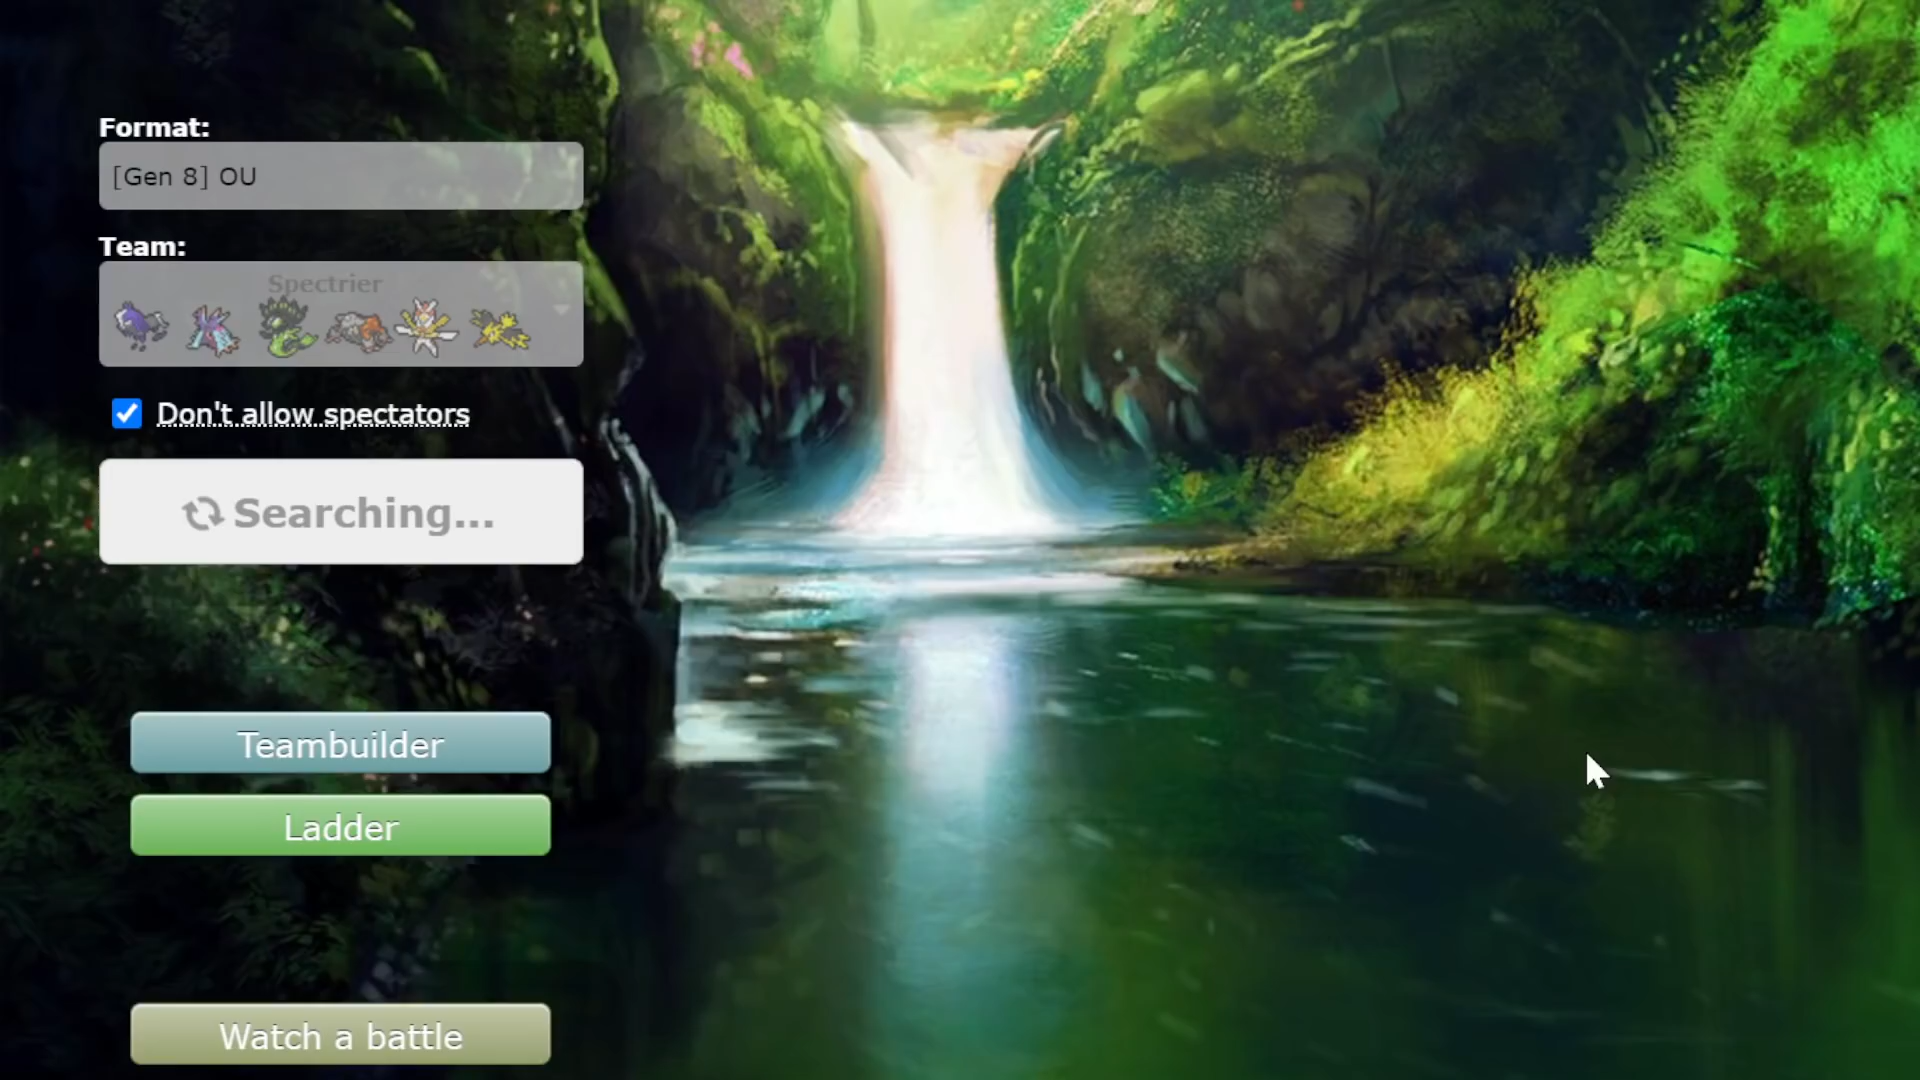 Format:
[Gen 8] OU
Team:
Spectrier
Don't allow spectators
Searching...
Teambuilder
Ladder
Watch a battle